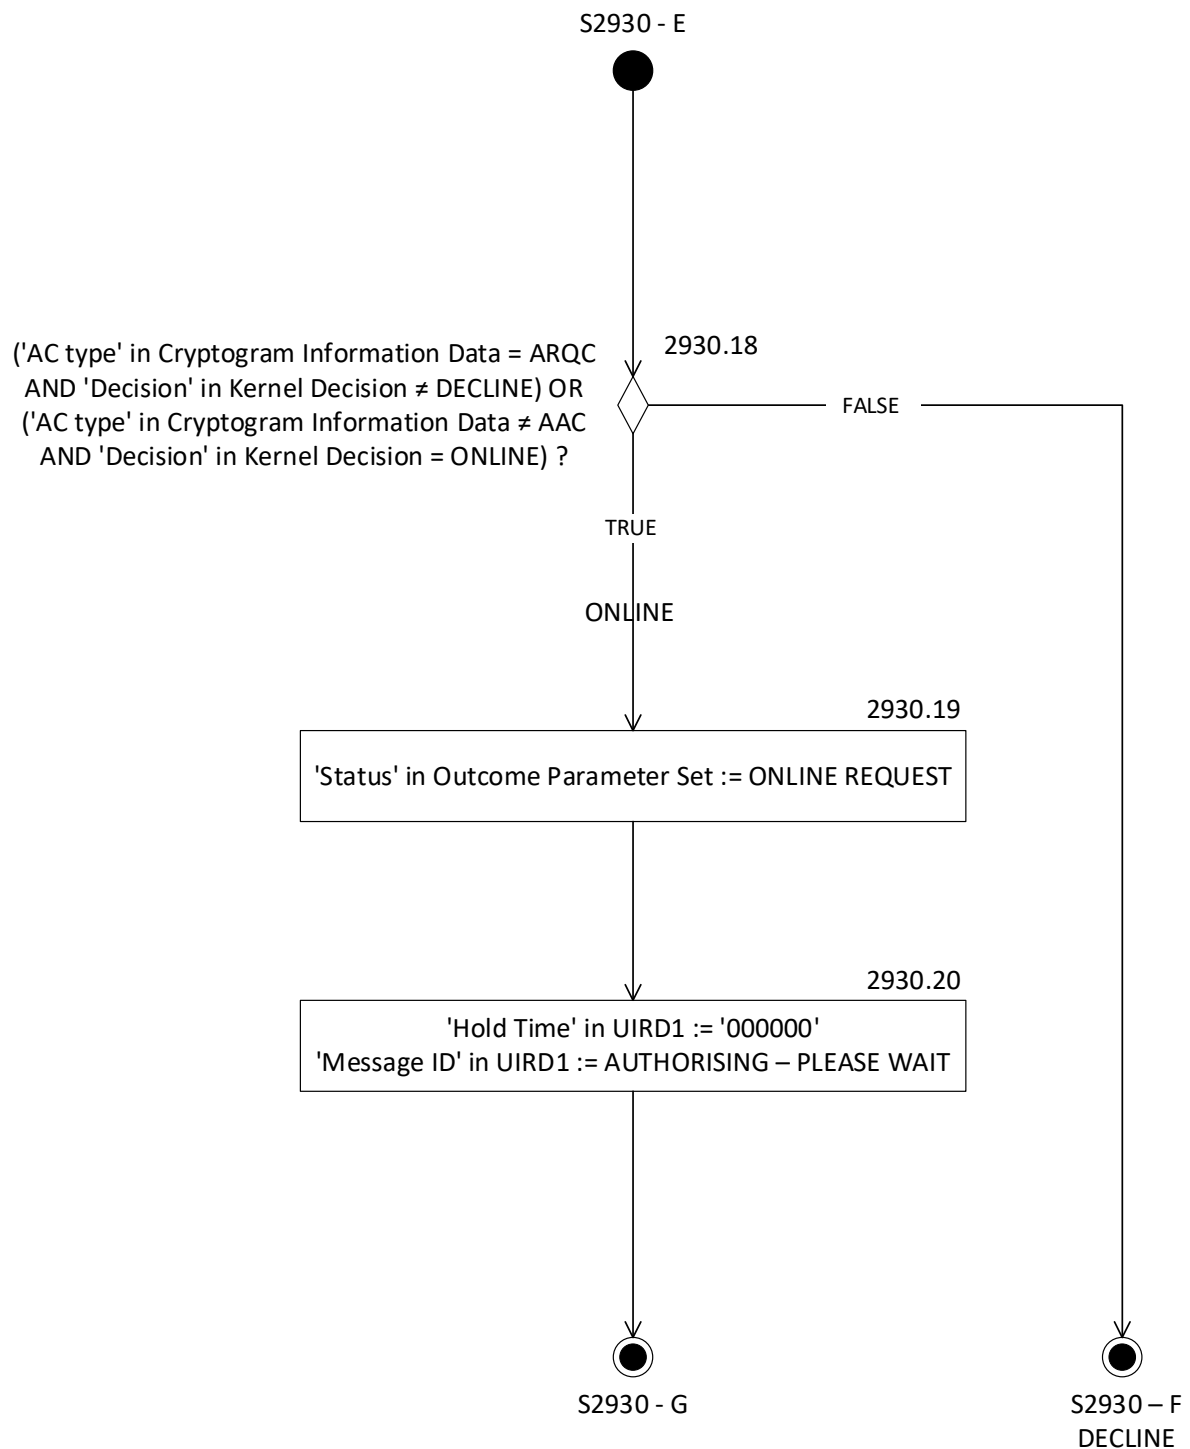 S2930 - E
2930.18
('AC type' in Cryptogram Information Data = ARQC
AND 'Decision' in Kernel Decision ≠ DECLINE) OR
('AC type' in Cryptogram Information Data ≠ AAC
AND 'Decision' in Kernel Decision = ONLINE) ?
FALSE
TRUE
ONLINE
2930.19
'Status' in Outcome Parameter Set := ONLINE REQUEST
2930.20
'Hold Time' in UIRD1 := '000000'
'Message ID' in UIRD1 := AUTHORISING – PLEASE WAIT
S2930 - G
S2930 – F
DECLINE